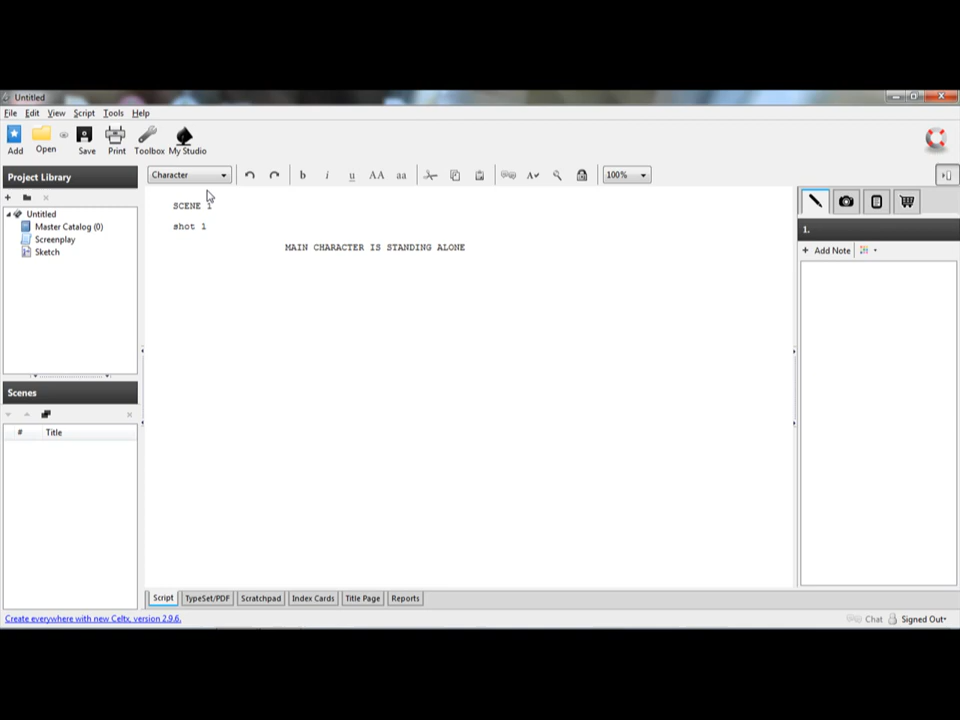 Untitled
File Edit View Script Tools Help
Add Open Save Print Toolbox My Studio
Project Library
Character b i u AA aa 100%
Untitled
Master Catalog (0)
Screenplay
Sketch
SCENE 1
shot 1
MAIN CHARACTER IS STANDING ALONE
1.
+ Add Note
Scenes
# Title
Script TypeSet/PDF Scratchpad Index Cards Title Page Reports
Create everywhere with new Celtx, version 2.9.6.
Chat Signed Out